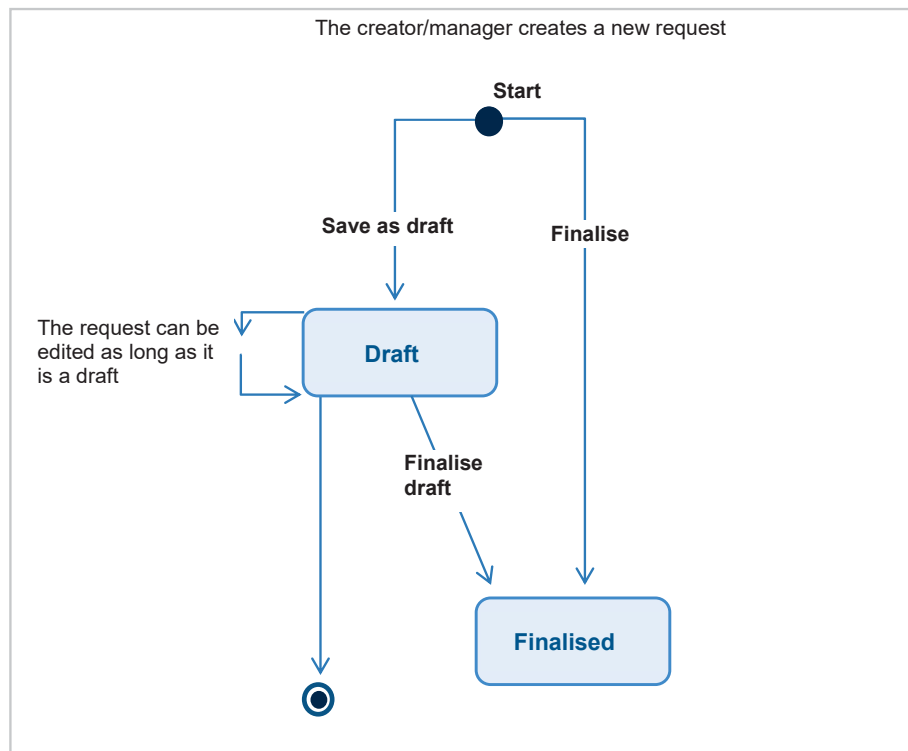 The creator/manager creates a new request
Start
Save as draft
Finalise
The request can be
edited as long as it
is a draft
Draft
Finalise
draft
Finalised